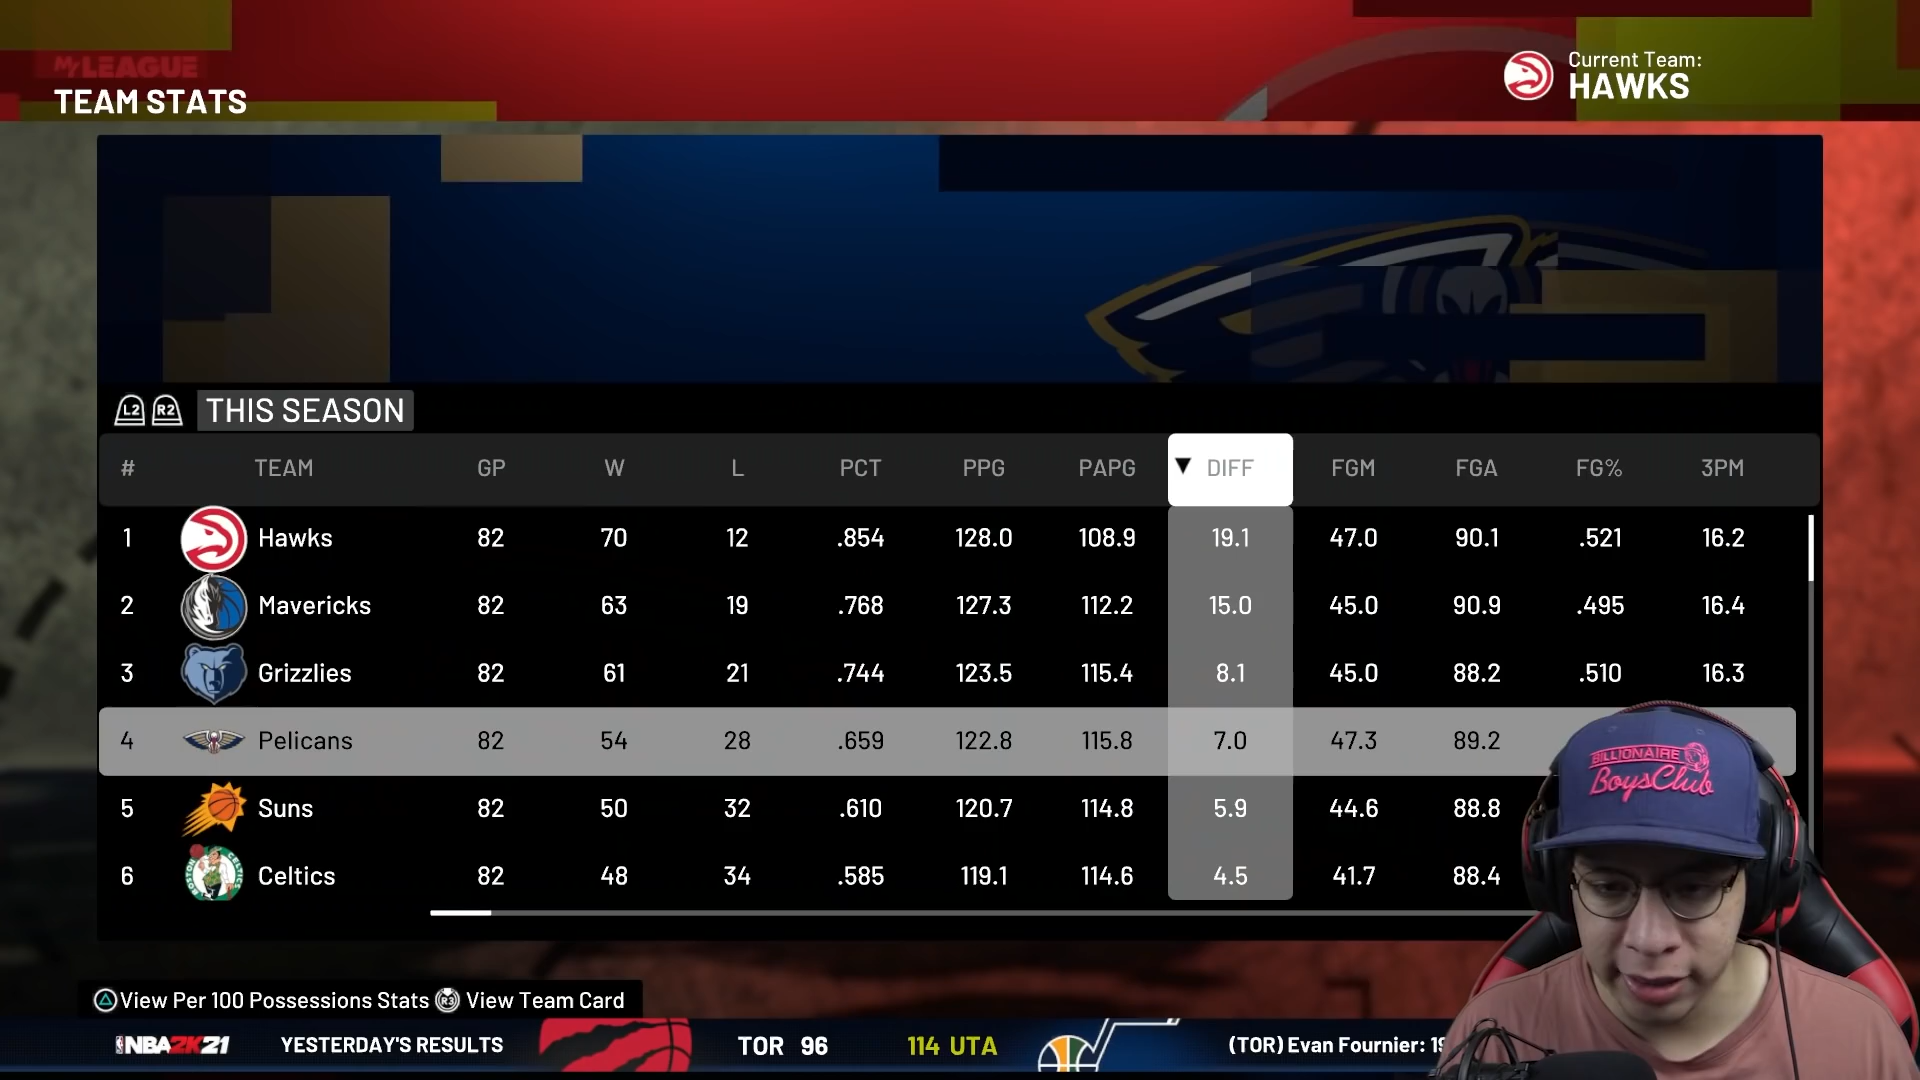 MyLEAGUE
TEAM STATS
Current Team:
HAWKS
L2 R2 THIS SEASON
# TEAM GP W L PCT PPG PAPG ▼ DIFF FGM FGA FG% 3PM
1 Hawks 82 70 12 .854 128.0 108.9 19.1 47.0 90.1 .521 16.2
2 Mavericks 82 63 19 .768 127.3 112.2 15.0 45.0 90.9 .495 16.4
3 Grizzlies 82 61 21 .744 123.5 115.4 8.1 45.0 88.2 .510 16.3
4 Pelicans 82 54 28 .659 122.8 115.8 7.0 47.3 89.2
5 Suns 82 50 32 .610 120.7 114.8 5.9 44.6 88.8
6 Celtics 82 48 34 .585 119.1 114.6 4.5 41.7 88.4
BILLIONAIRE
BoysClub
View Per 100 Possessions Stats R3 View Team Card
NBA2K21 YESTERDAY'S RESULTS TOR 96 114 UTA (TOR) Evan Fournier: